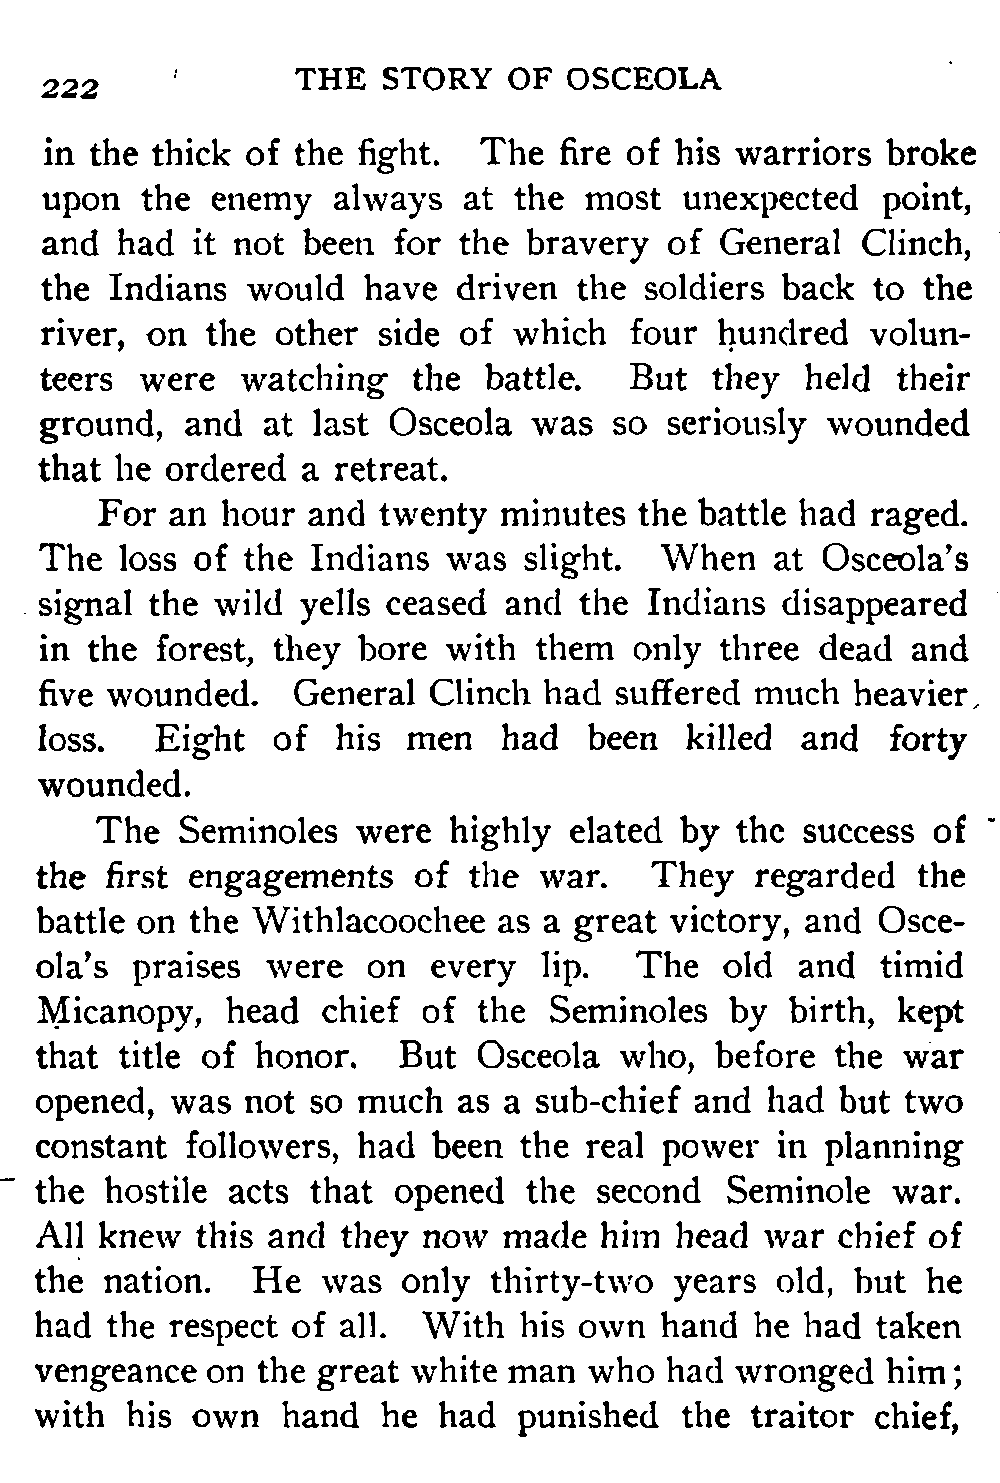 222 THE STORY OF OSCEOLA
in the thick of the fight. The fire of his warriors broke
upon the enemy always at the most unexpected point,
and had it not been for the bravery of General Clinch,
the Indians would have driven the soldiers back to the
river, on the other side of which four hundred volun-
teers were watching the battle. But they held their
ground, and at last Osceola was so seriously wounded
that he ordered a retreat.
For an hour and twenty minutes the battle had raged.
The loss of the Indians was slight. When at Osceola's
signal the wild yells ceased and the Indians disappeared
in the forest, they bore with them only three dead and
five wounded. General Clinch had suffered much heavier
loss. Eight of his men had been killed and forty
wounded.
The Seminoles were highly elated by the success of
the first engagements of the war. They regarded the
battle on the Withlacoochee as a great victory, and Osce-
ola's praises were on every lip. The old and timid
Micanopy, head chief of the Seminoles by birth, kept
that title of honor. But Osceola who, before the war
opened, was not so much as a sub-chief and had but two
constant followers, had been the real power in planning
the hostile acts that opened the second Seminole war.
All knew this and they now made him head war chief of
the nation. He was only thirty-two years old, but he
had the respect of all. With his own hand he had taken
vengeance on the great white man who had wronged him;
with his own hand he had punished the traitor chief,